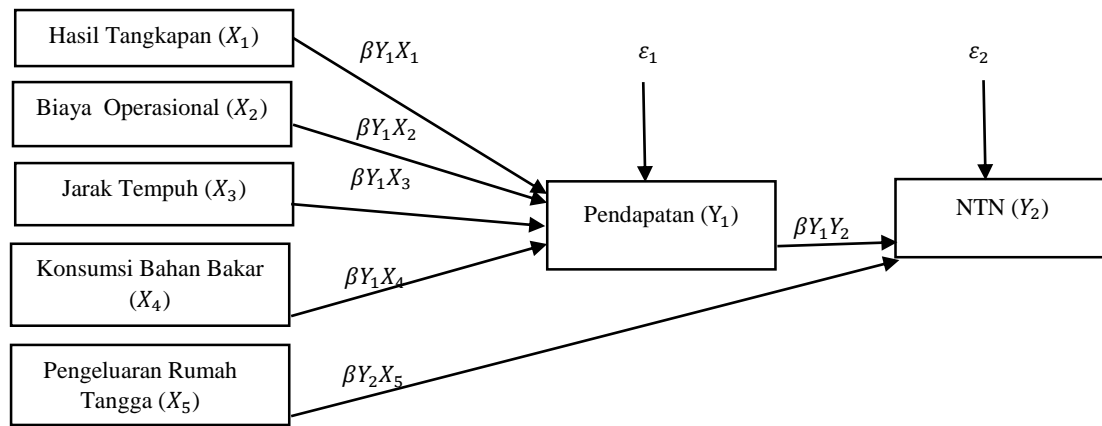 Hasil Tangkapan (𝑋₁)
𝛽𝑌₁𝑋₁
𝜀₁
𝜀₂
Biaya Operasional (𝑋₂)
𝛽𝑌₁𝑋₂
Jarak Tempuh (𝑋₃)
𝛽𝑌₁𝑋₃
Pendapatan (Y₁)
𝛽𝑌₁𝑌₂
NTN (𝑌₂)
Konsumsi Bahan Bakar
(𝑋₄)
𝛽𝑌₁𝑋₄
Pengeluaran Rumah
Tangga (𝑋₅)
𝛽𝑌₂𝑋₅